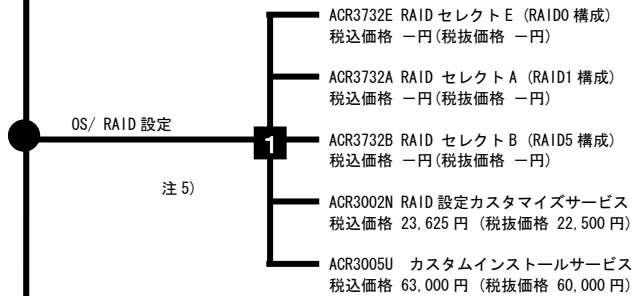 ACR3732E RAID セレクト E (RAID0 構成)
税込価格 －円(税抜価格 －円)
ACR3732A RAID セレクト A (RAID1 構成)
税込価格 －円(税抜価格 －円)
OS/ RAID 設定
1
ACR3732B RAID セレクト B (RAID5 構成)
税込価格 －円(税抜価格 －円)
注 5)
ACR3002N RAID 設定カスタマイズサービス
税込価格 23,625 円 (税抜価格 22,500 円)
ACR3005U カスタムインストールサービス
税込価格 63,000 円 (税抜価格 60,000 円)